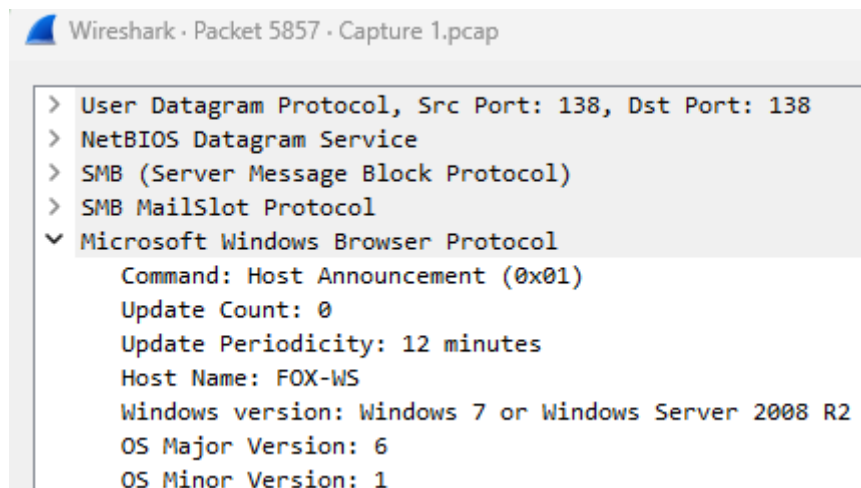 Wireshark · Packet 5857 · Capture 1.pcap
> User Datagram Protocol, Src Port: 138, Dst Port: 138
> NetBIOS Datagram Service
> SMB (Server Message Block Protocol)
> SMB MailSlot Protocol
Microsoft Windows Browser Protocol
Command: Host Announcement (0x01)
Update Count: 0
Update Periodicity: 12 minutes
Host Name: FOX-WS
Windows version: Windows 7 or Windows Server 2008 R2
OS Major Version: 6
OS Minor Version: 1